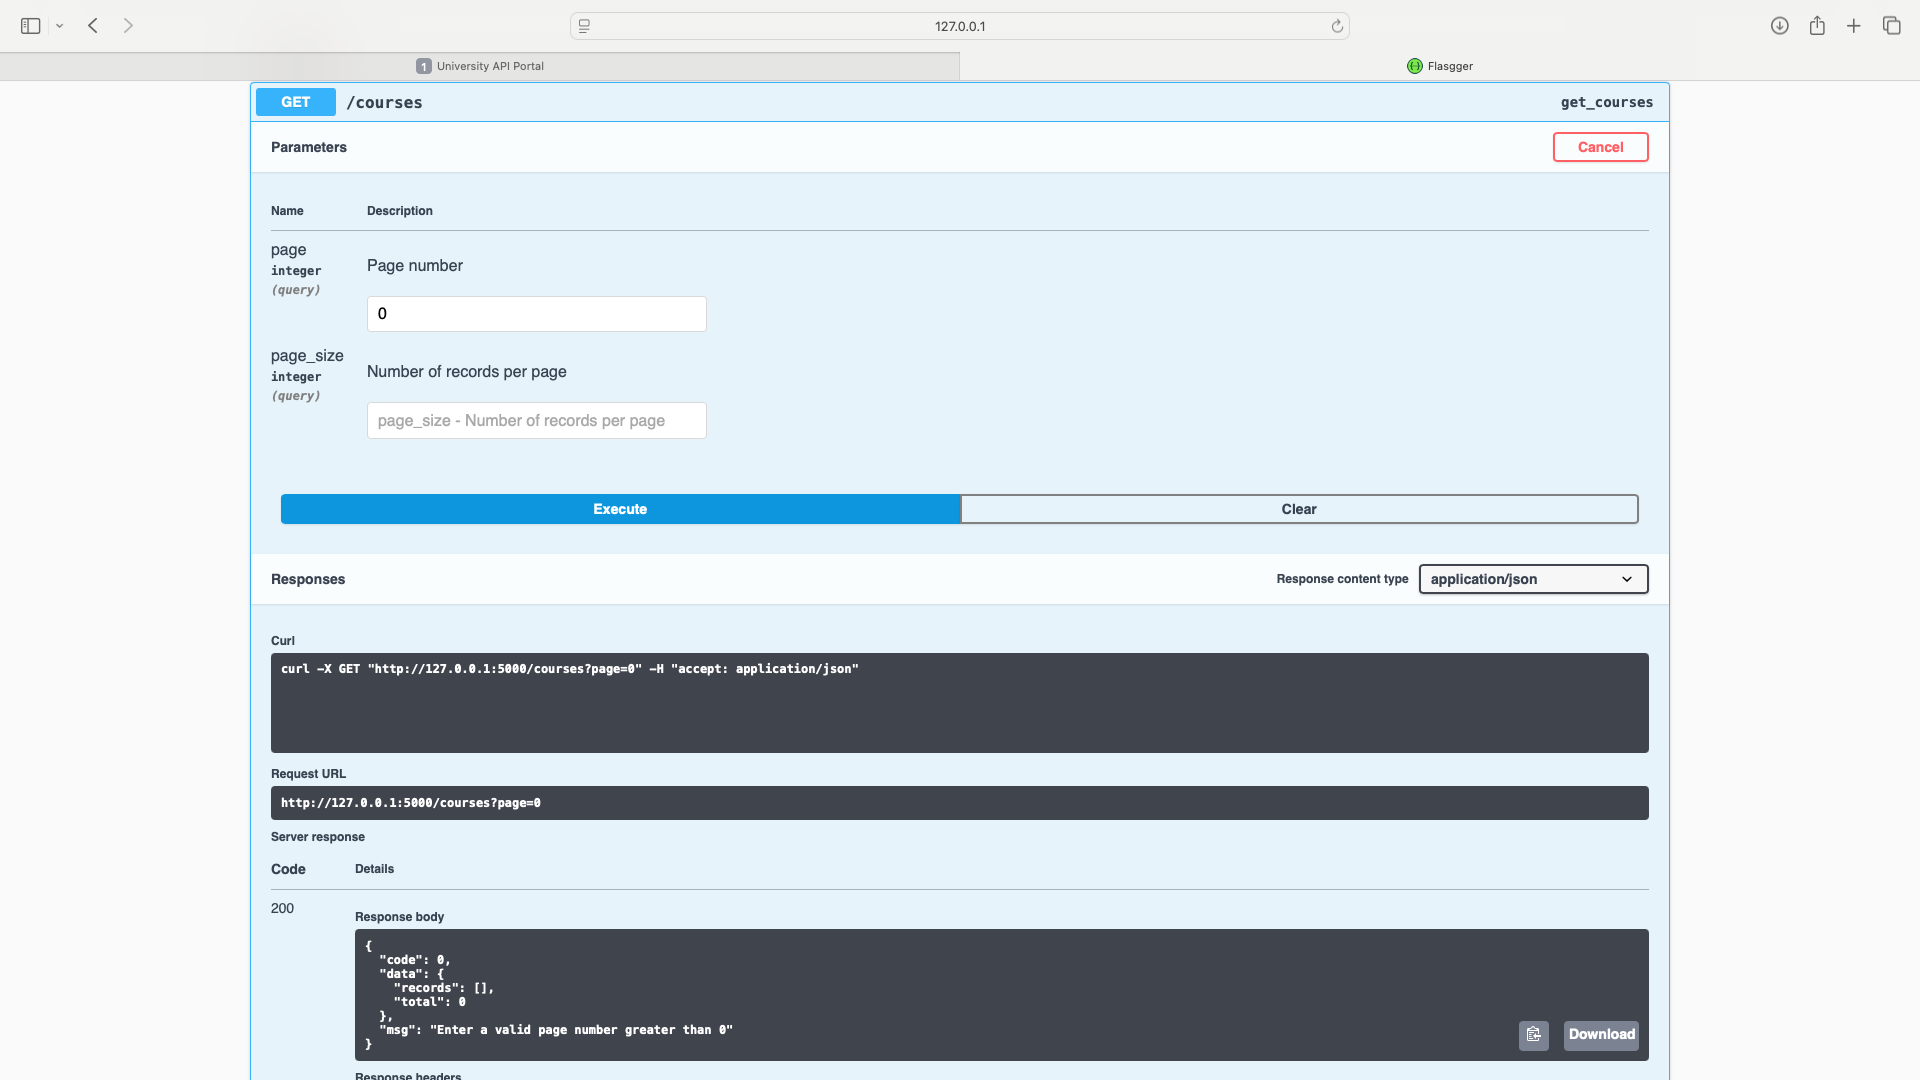 127.0.0.1
1 University API Portal
Flasgger
GET /courses get_courses
Parameters
Cancel
Name Description
page
integer
(query)
Page number
0
page_size
integer
(query)
Number of records per page
page_size - Number of records per page
Execute
Clear
Responses
Response content type application/json
Curl
curl -X GET "http://127.0.0.1:5000/courses?page=0" -H "accept: application/json"
Request URL
http://127.0.0.1:5000/courses?page=0
Server response
Code Details
200
Response body
{
  "code": 0,
  "data": {
    "records": [],
    "total": 0
  },
  "msg": "Enter a valid page number greater than 0"
}
Download
Response headers